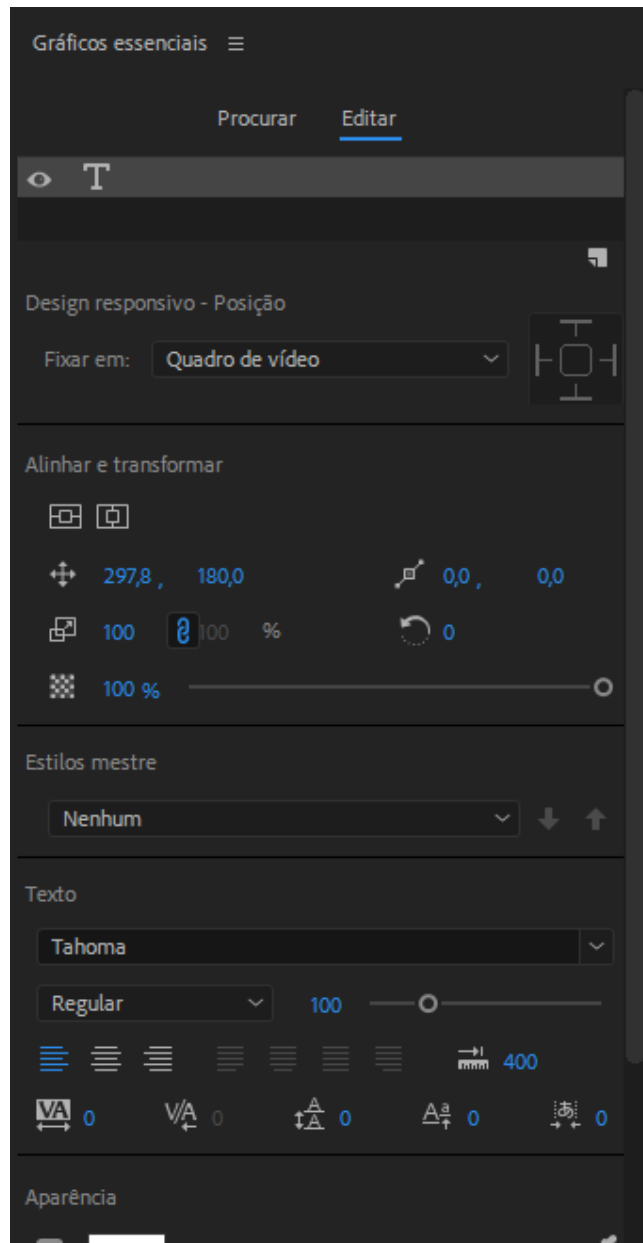 Gráficos essenciais
Procurar Editar
T
Design responsivo - Posição
Fixar em: Quadro de vídeo
Alinhar e transformar
297,8 , 180,0 0,0 , 0,0
100 100 % 0
100 %
Estilos mestre
Nenhum
Texto
Tahoma
Regular 100
400
VA 0 V/A 0 A A 0 A a 0 あ 0
Aparência